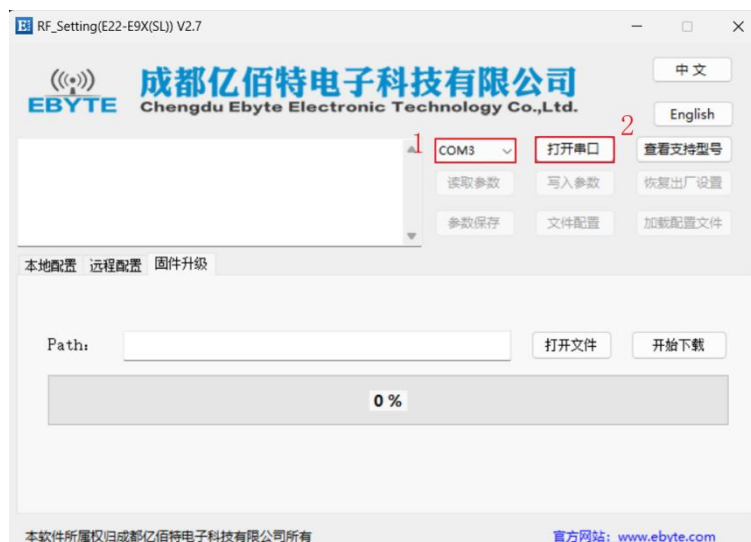 RF_Setting(E22-E9X(SL)) V2.7
EBYTE
成都亿佰特电子科技有限公司
Chengdu Ebyte Electronic Technology Co.,Ltd.
中文
English
1
COM3
打开串口
2
查看支持型号
读取参数
写入参数
恢复出厂设置
参数保存
文件配置
加载配置文件
本地配置 远程配置 固件升级
Path:
打开文件
开始下载
0 %
本软件所属权归成都亿佰特电子科技有限公司所有
官方网站: www.ebyte.com